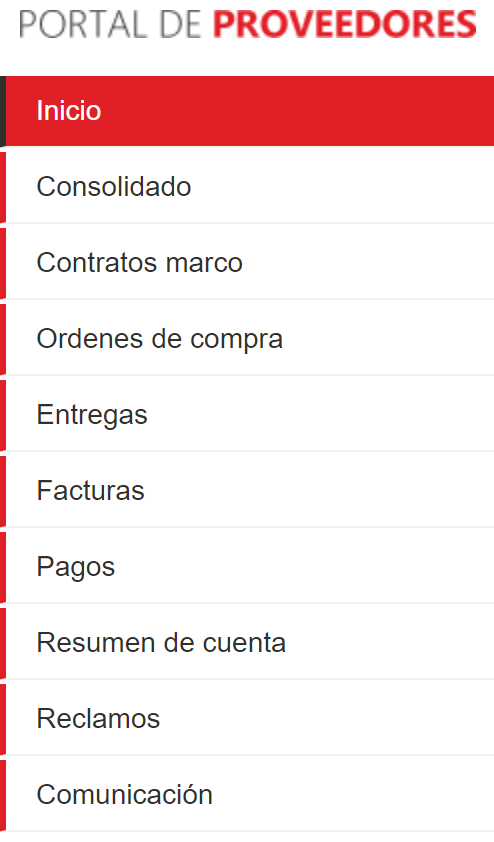 PORTAL DE PROVEEDORES
Inicio
Consolidado
Contratos marco
Ordenes de compra
Entregas
Facturas
Pagos
Resumen de cuenta
Reclamos
Comunicación